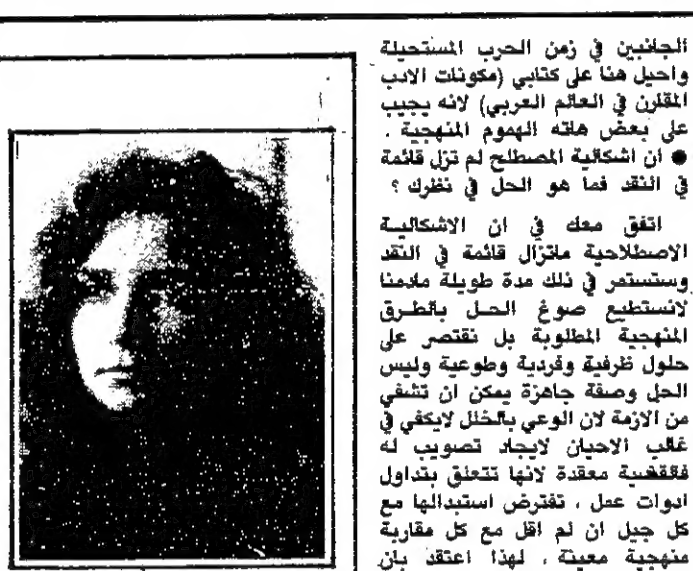 الجانبين في زمن الحرب المستحيلة
واحيل هنا على كتابي (مكونات الادب
المقارن في العالم العربي) لانه يجيب
على بعض هاته الهموم المنهجية .
● ان اشكالية المصطلح لم تزل قائمة
في النقد فما هو الحل في نظرك ؟
اتفق معك في ان الاشكاليـة
الاصطلاحية ماتزال قائمة في النقد
وستستمر في ذلك مدة طويلة مادمنا
لانستطيع صوغ الحـل بالطـرق
المنهجية المطلوبة بل نقتصر على
حلول ظرفية وفردية وطوعية وليس
الحل وصفة جاهزة يمكن ان تشفي
من الازمة لان الوعي بالخلل لايكفي في
غالب الاحيان لايجاد تصويب له
فالقضية معقدة لانها تتعلق بتداول
ادوات عمل ، تفترض استبدالها مع
كل جيل ان لم اقل مع كل مقاربة
منهجية معينة ، لهذا اعتقد بان